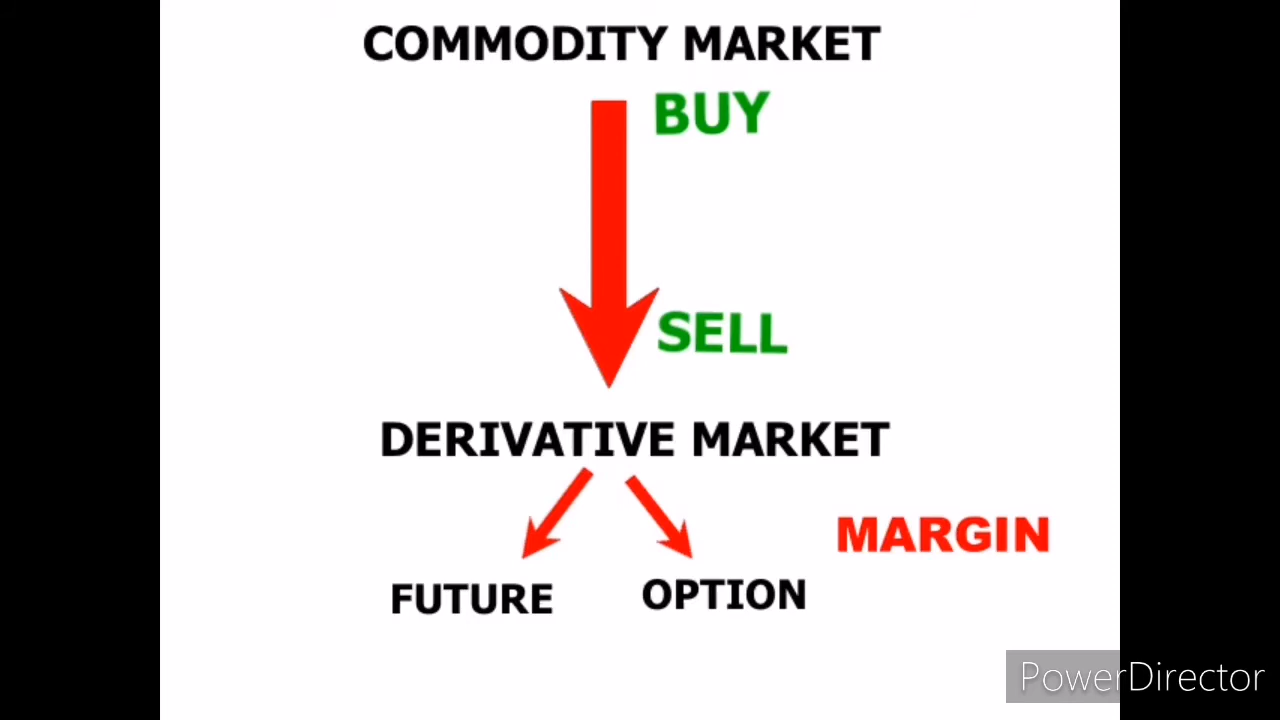 COMMODITY MARKET
BUY
SELL
DERIVATIVE MARKET
MARGIN
FUTURE
OPTION
PowerDirector